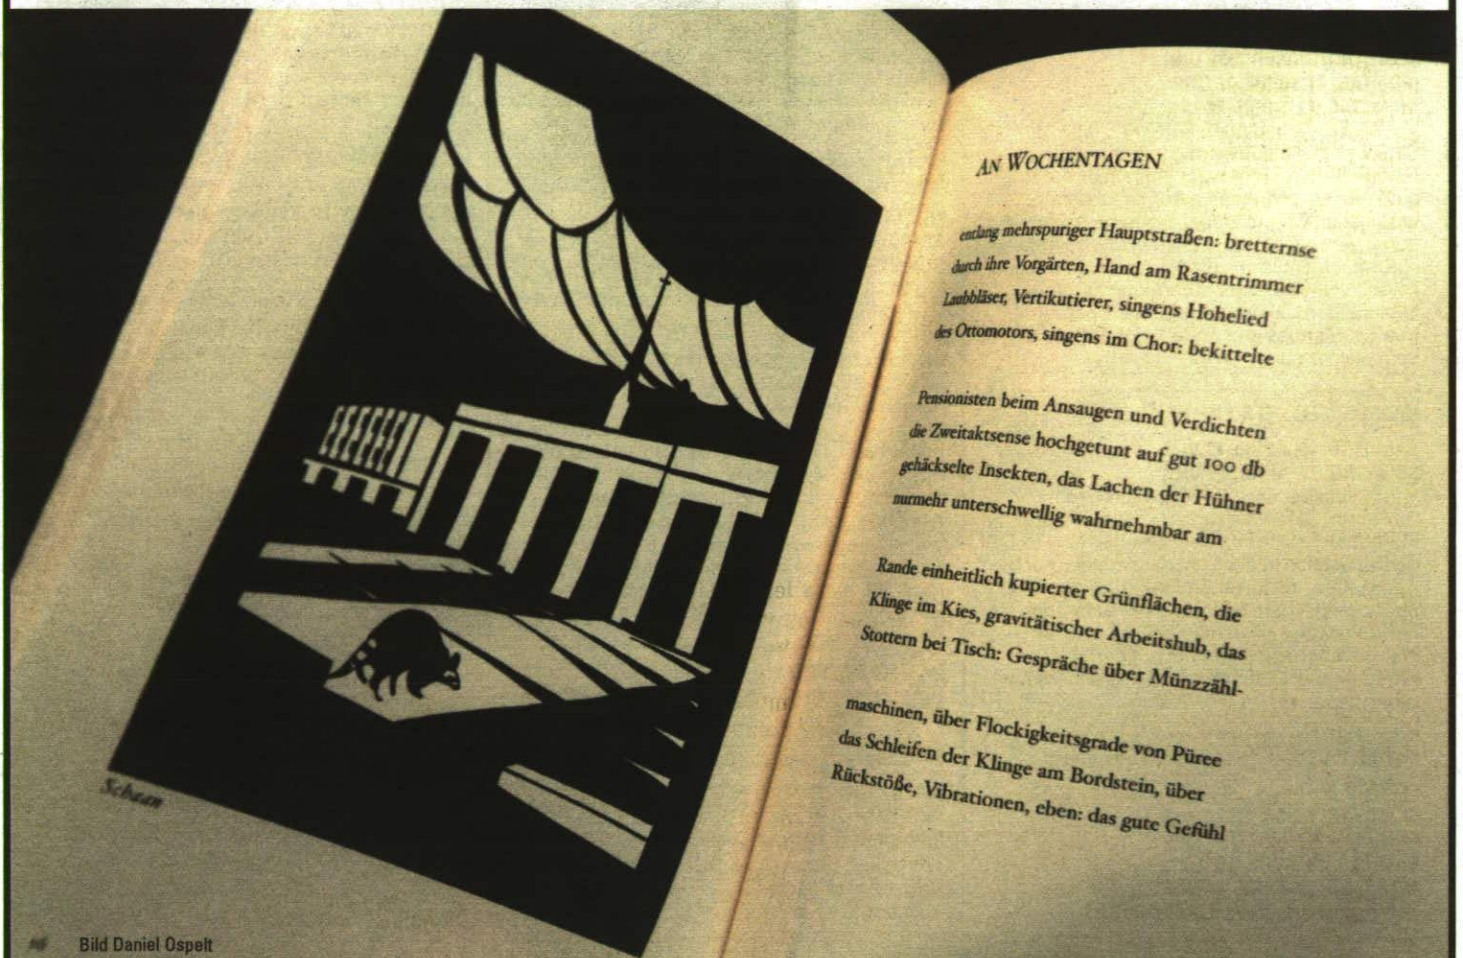 Schaan
AN WOCHENTAGEN
entlang mehrspuriger Hauptstraßen: bretternse
durch ihre Vorgärten, Hand am Rasentrimmer
Laubbläser, Vertikutierer, singens Hohelied
des Ottomotors, singens im Chor: bekittelte
Pensionisten beim Ansaugen und Verdichten
die Zweitaktsense hochgetunt auf gut 100 db
gehäckselte Insekten, das Lachen der Hühner
nurmehr unterschwellig wahrnehmbar am
Rande einheitlich kupierter Grünflächen, die
Klinge im Kies, gravitätischer Arbeitshub, das
Stottern bei Tisch: Gespräche über Münzzähl-
maschinen, über Flockigkeitsgrade von Püree
das Schleifen der Klinge am Bordstein, über
Rückstöße, Vibrationen, eben: das gute Gefühl
Bild Daniel Ospelt